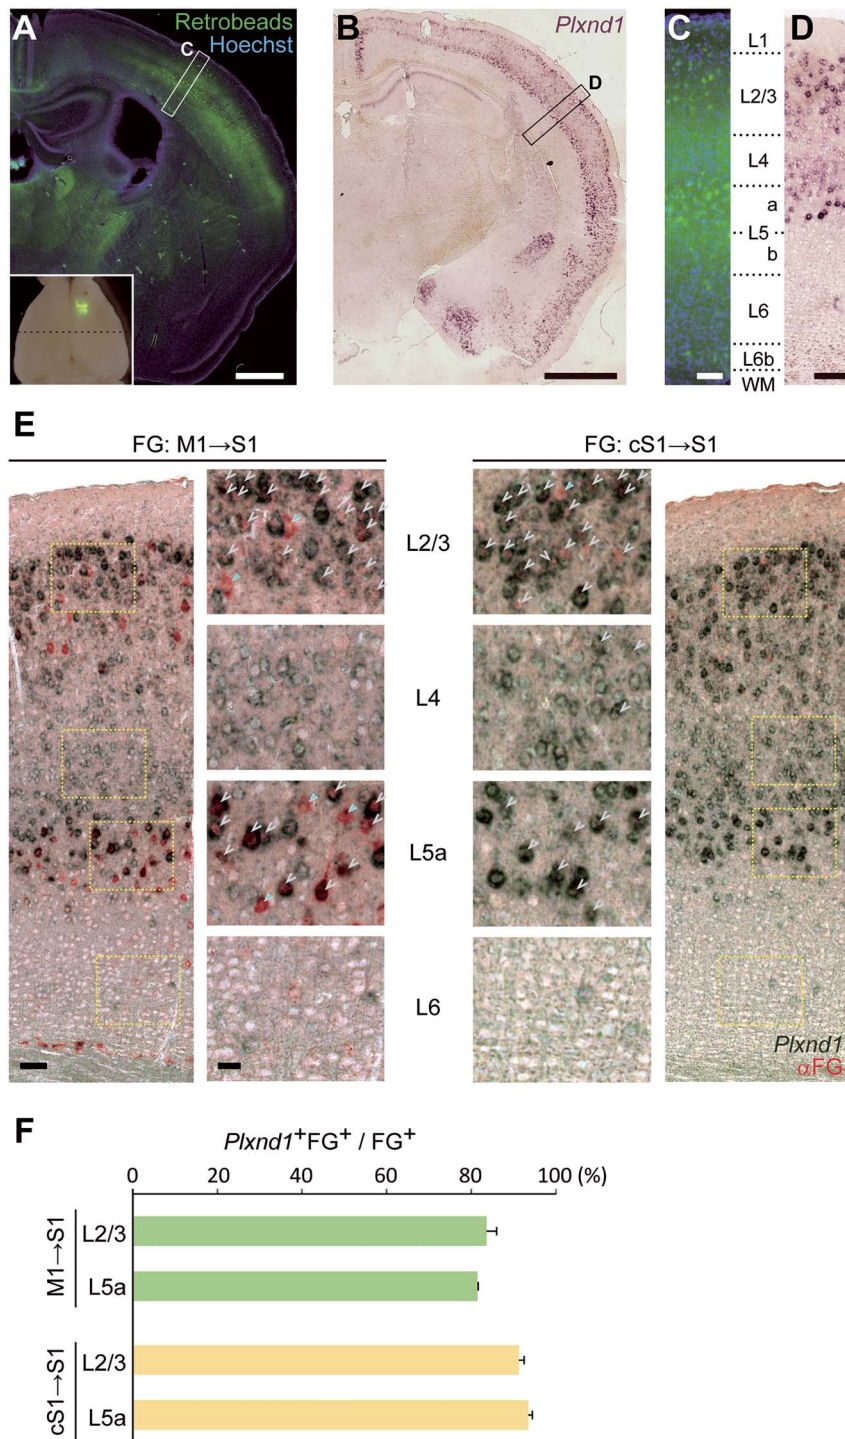 A
Retrobeads
Hoechst
C
B
Plxnd1
D
C
D
L1
L2/3
L4
a
L5
b
L6
L6b
WM
E
FG: M1→S1
FG: cS1→S1
L2/3
L4
L5a
L6
Plxnd1
αFG
F
Plxnd1⁺FG⁺ / FG⁺
0 20 40 60 80 100 (%)
M1→S1
L2/3
L5a
cS1→S1
L2/3
L5a